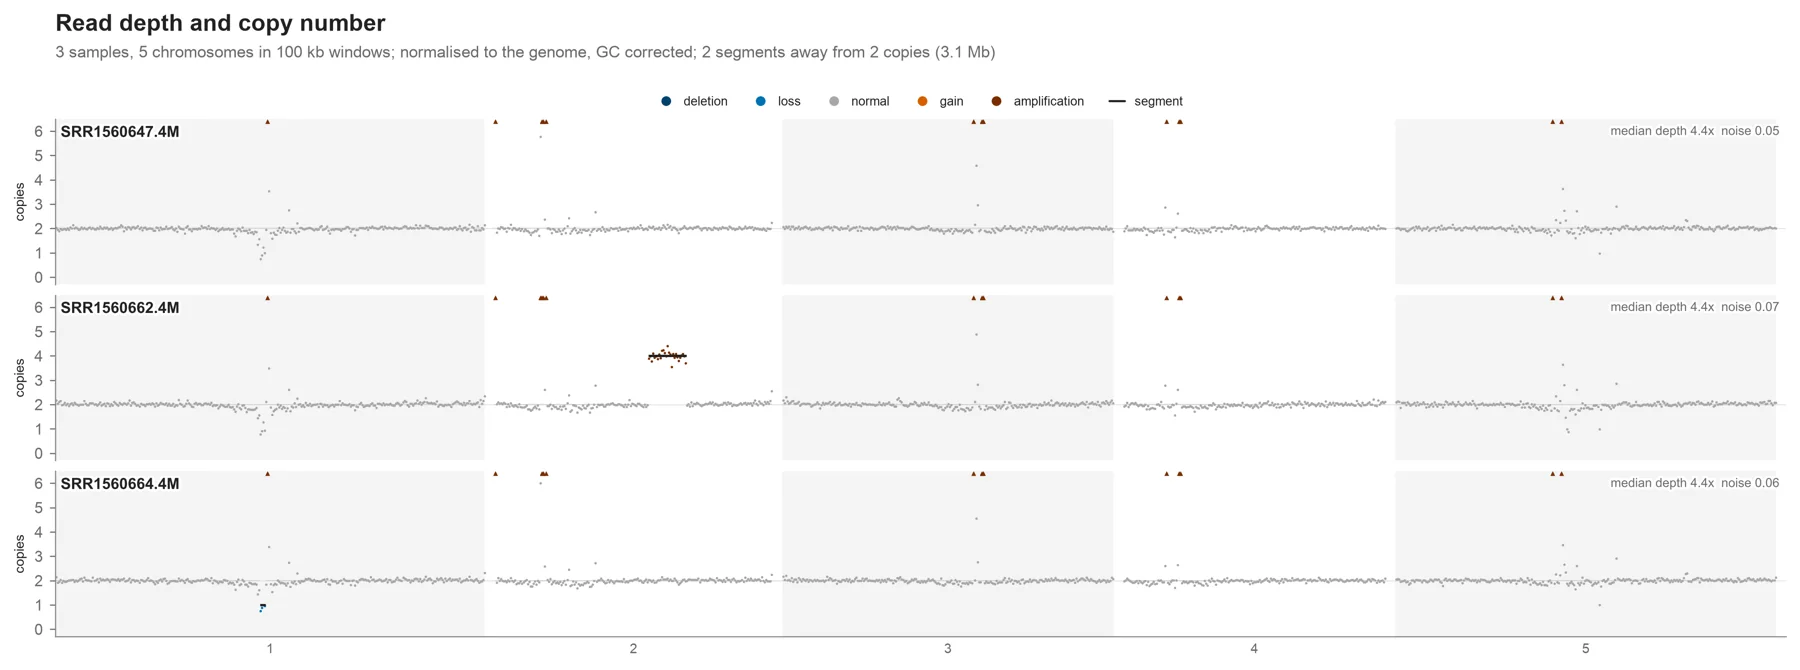 Read depth and copy number
3 samples, 5 chromosomes in 100 kb windows; normalised to the genome, GC corrected; 2 segments away from 2 copies (3.1 Mb)
deletion loss normal gain amplification segment
SRR1560647.4M
median depth 4.4x noise 0.05
copies
6
5
4
3
2
1
0
SRR1560662.4M
median depth 4.4x noise 0.07
copies
6
5
4
3
2
1
0
SRR1560664.4M
median depth 4.4x noise 0.06
copies
6
5
4
3
2
1
0
1 2 3 4 5